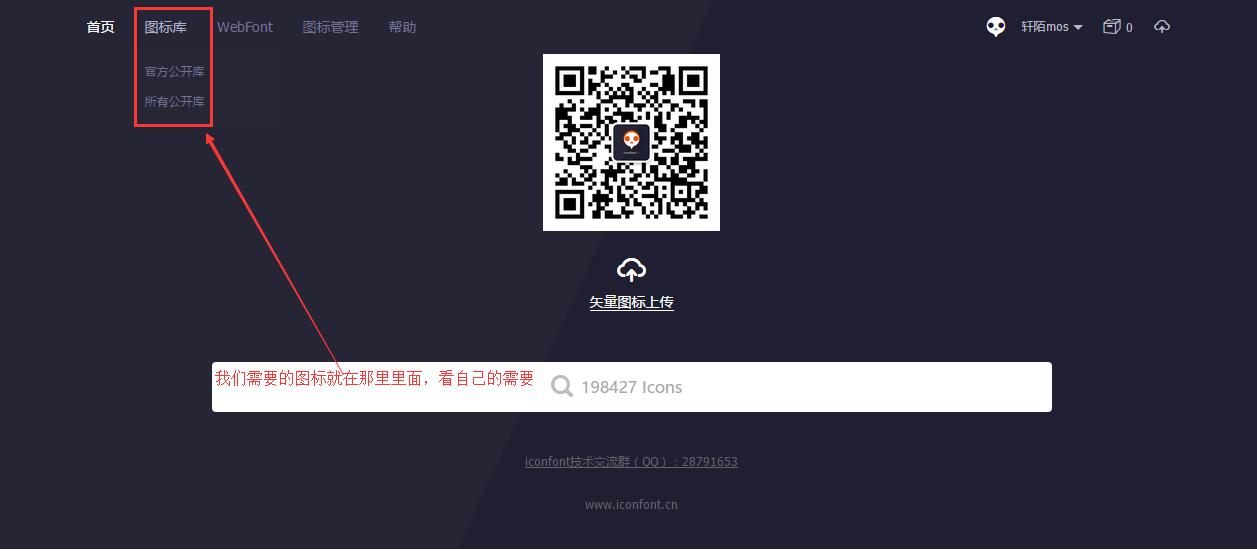 首页 图标库 WebFont 图标管理 帮助 轩陌mos 0
官方公开库
所有公开库
矢量图标上传
我们需要的图标就在那里里面，看自己的需要 198427 Icons
iconfont技术交流群（QQ）：28791653
www.iconfont.cn